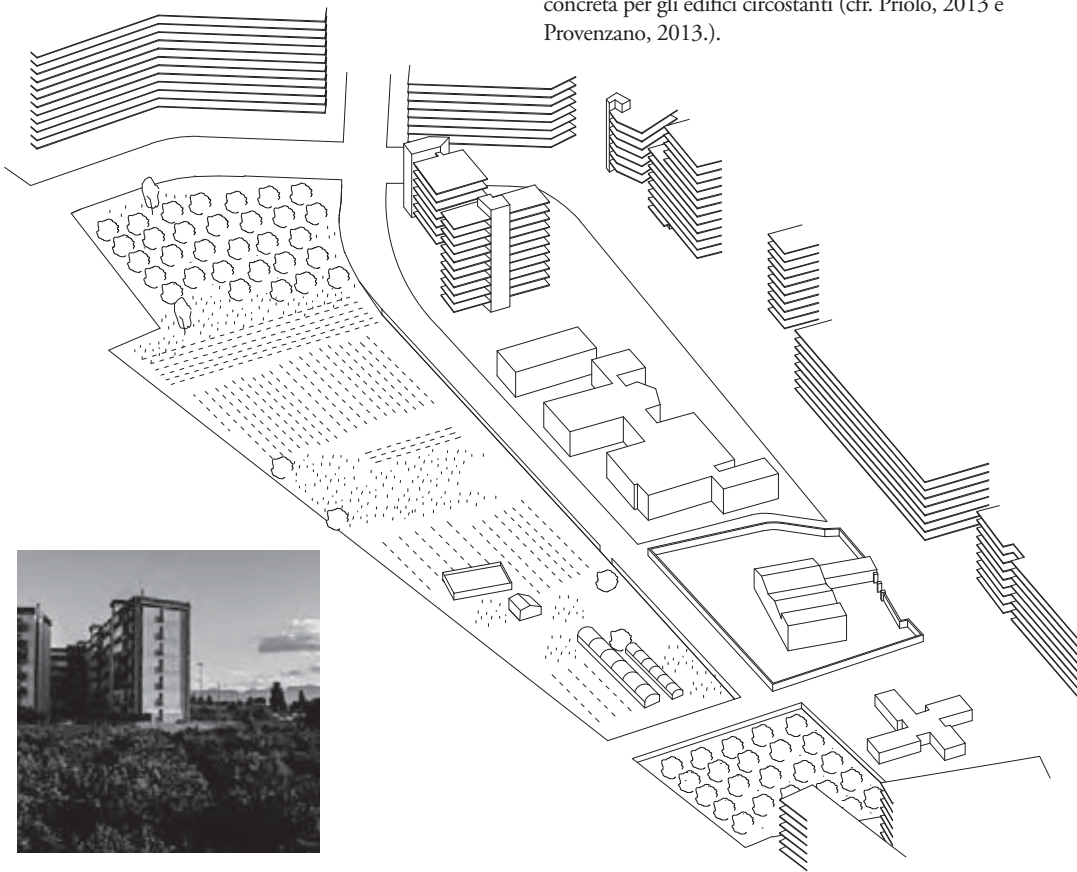 concreta per gli edifici circostanti (cfr. Priolo, 2013 e
Provenzano, 2013.).